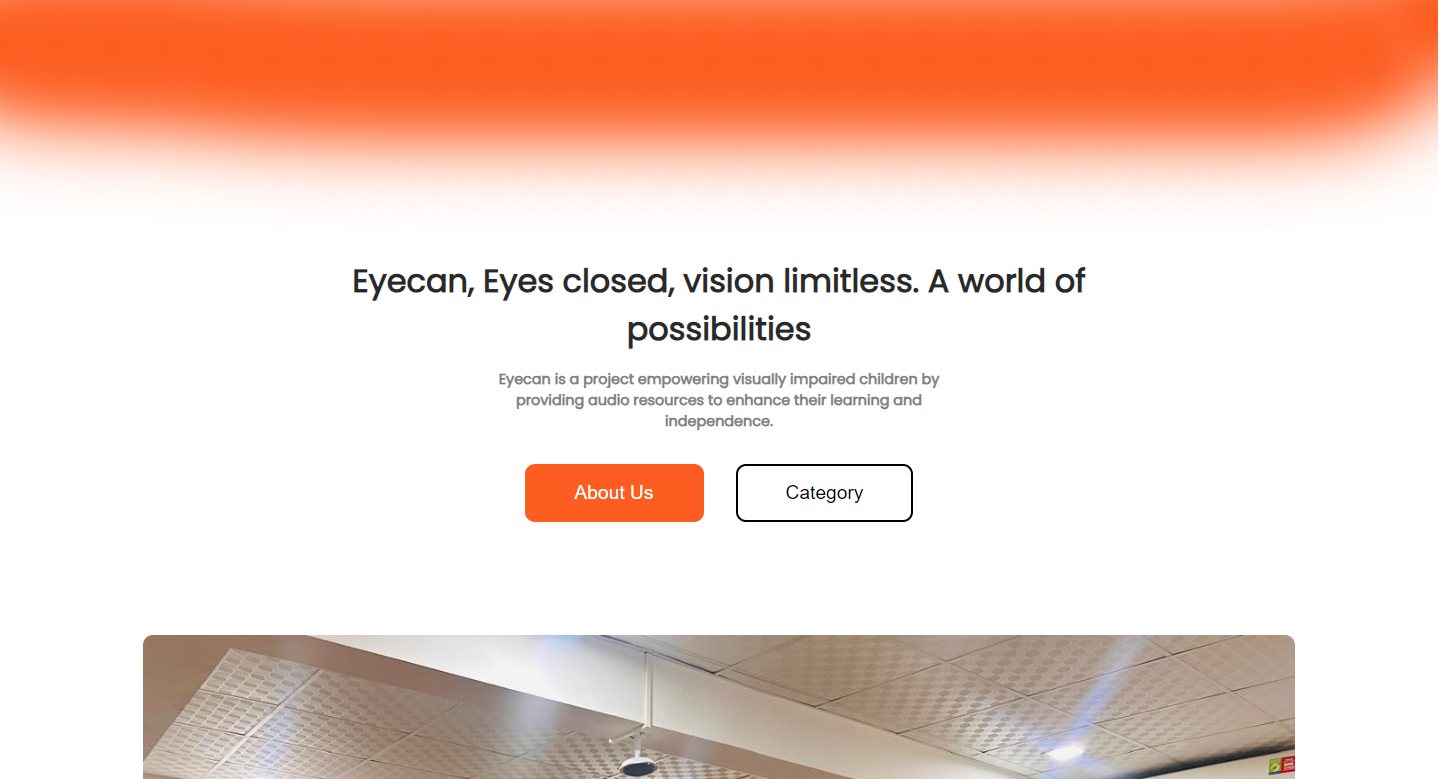 Eyecan, Eyes closed, vision limitless. A world of
possibilities
Eyecan is a project empowering visually impaired children by
providing audio resources to enhance their learning and
independence.
About Us
Category